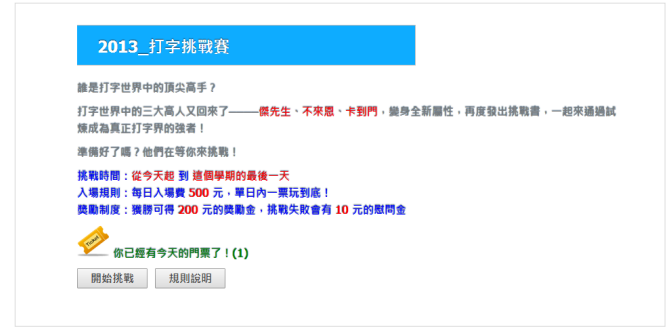 2013_打字挑戰賽
誰是打字世界中的頂尖高手？
打字世界中的三大高人又回來了———傑先生、不來恩、卡到門，變身全新屬性，再度發出挑戰書，一起來通過試
煉成為真正打字界的強者！
準備好了嗎？他們在等你來挑戰！
挑戰時間：從今天起 到 這個學期的最後一天
入場規則：每日入場費 500 元，單日內一票玩到底！
獎勵制度：獲勝可得 200 元的獎勵金，挑戰失敗會有 10 元的慰問金
Ticket
你已經有今天的門票了！(1)
開始挑戰 規則說明